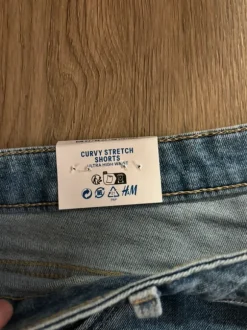 CURVY STRETCH
SHORTS
ULTRA HIGH WAIST
H&M